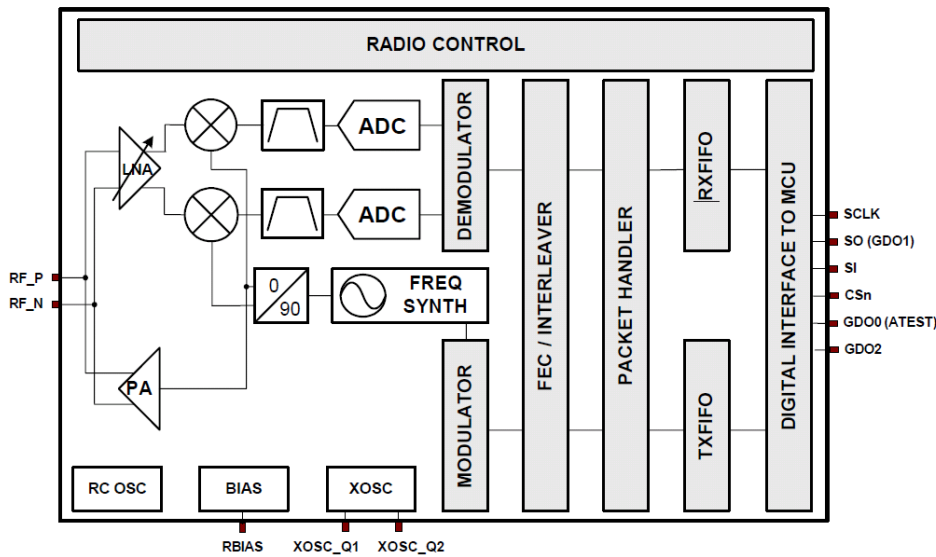 RADIO CONTROL
LNA
ADC
ADC
DEMODULATOR
FEC / INTERLEAVER
PACKET HANDLER
RXFIFO
DIGITAL INTERFACE TO MCU
SCLK
SO (GDO1)
SI
CSn
GDO0 (ATEST)
GDO2
RF_P
RF_N
0
90
FREQ
SYNTH
PA
MODULATOR
TXFIFO
RC OSC
BIAS
XOSC
RBIAS
XOSC_Q1
XOSC_Q2